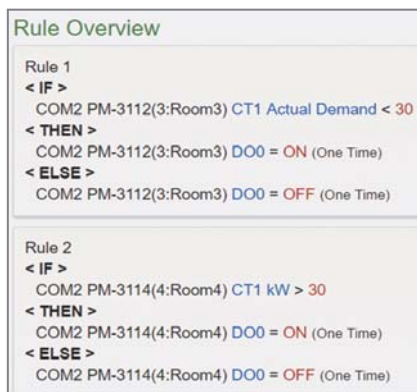 Rule Overview
Rule 1
< IF >
COM2 PM-3112(3:Room3) CT1 Actual Demand < 30
< THEN >
COM2 PM-3112(3:Room3) DO0 = ON (One Time)
< ELSE >
COM2 PM-3112(3:Room3) DO0 = OFF (One Time)
Rule 2
< IF >
COM2 PM-3114(4:Room4) CT1 kW > 30
< THEN >
COM2 PM-3114(4:Room4) DO0 = ON (One Time)
< ELSE >
COM2 PM-3114(4:Room4) DO0 = OFF (One Time)